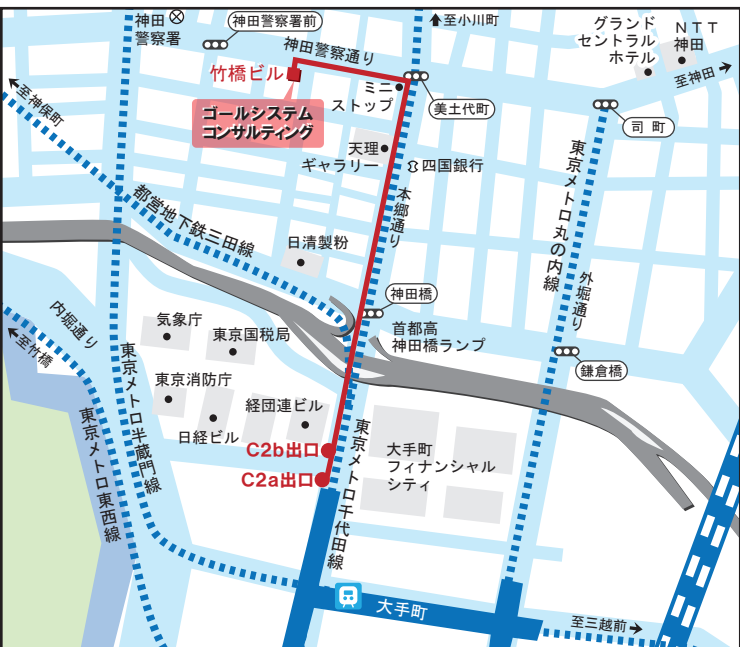 神田
警察署
神田警察署前
至小川町
グランド
セントラル
ホテル
NTT
神田
至神田
神田警察通り
竹橋ビル
ミニ
ストップ
美土代町
司町
至神保町
ゴールシステム
コンサルティング
天理
ギャラリー
四国銀行
本郷通り
東京メトロ丸の内線
都営地下鉄三田線
日清製粉
外堀通り
神田橋
内堀通り
至竹橋
気象庁
東京国税局
首都高
神田橋ランプ
鎌倉橋
東京メトロ半蔵門線
東京消防庁
日経ビル
経団連ビル
東京メトロ東西線
C2b出口
C2a出口
東京メトロ千代田線
大手町
フィナンシャル
シティ
大手町
至三越前